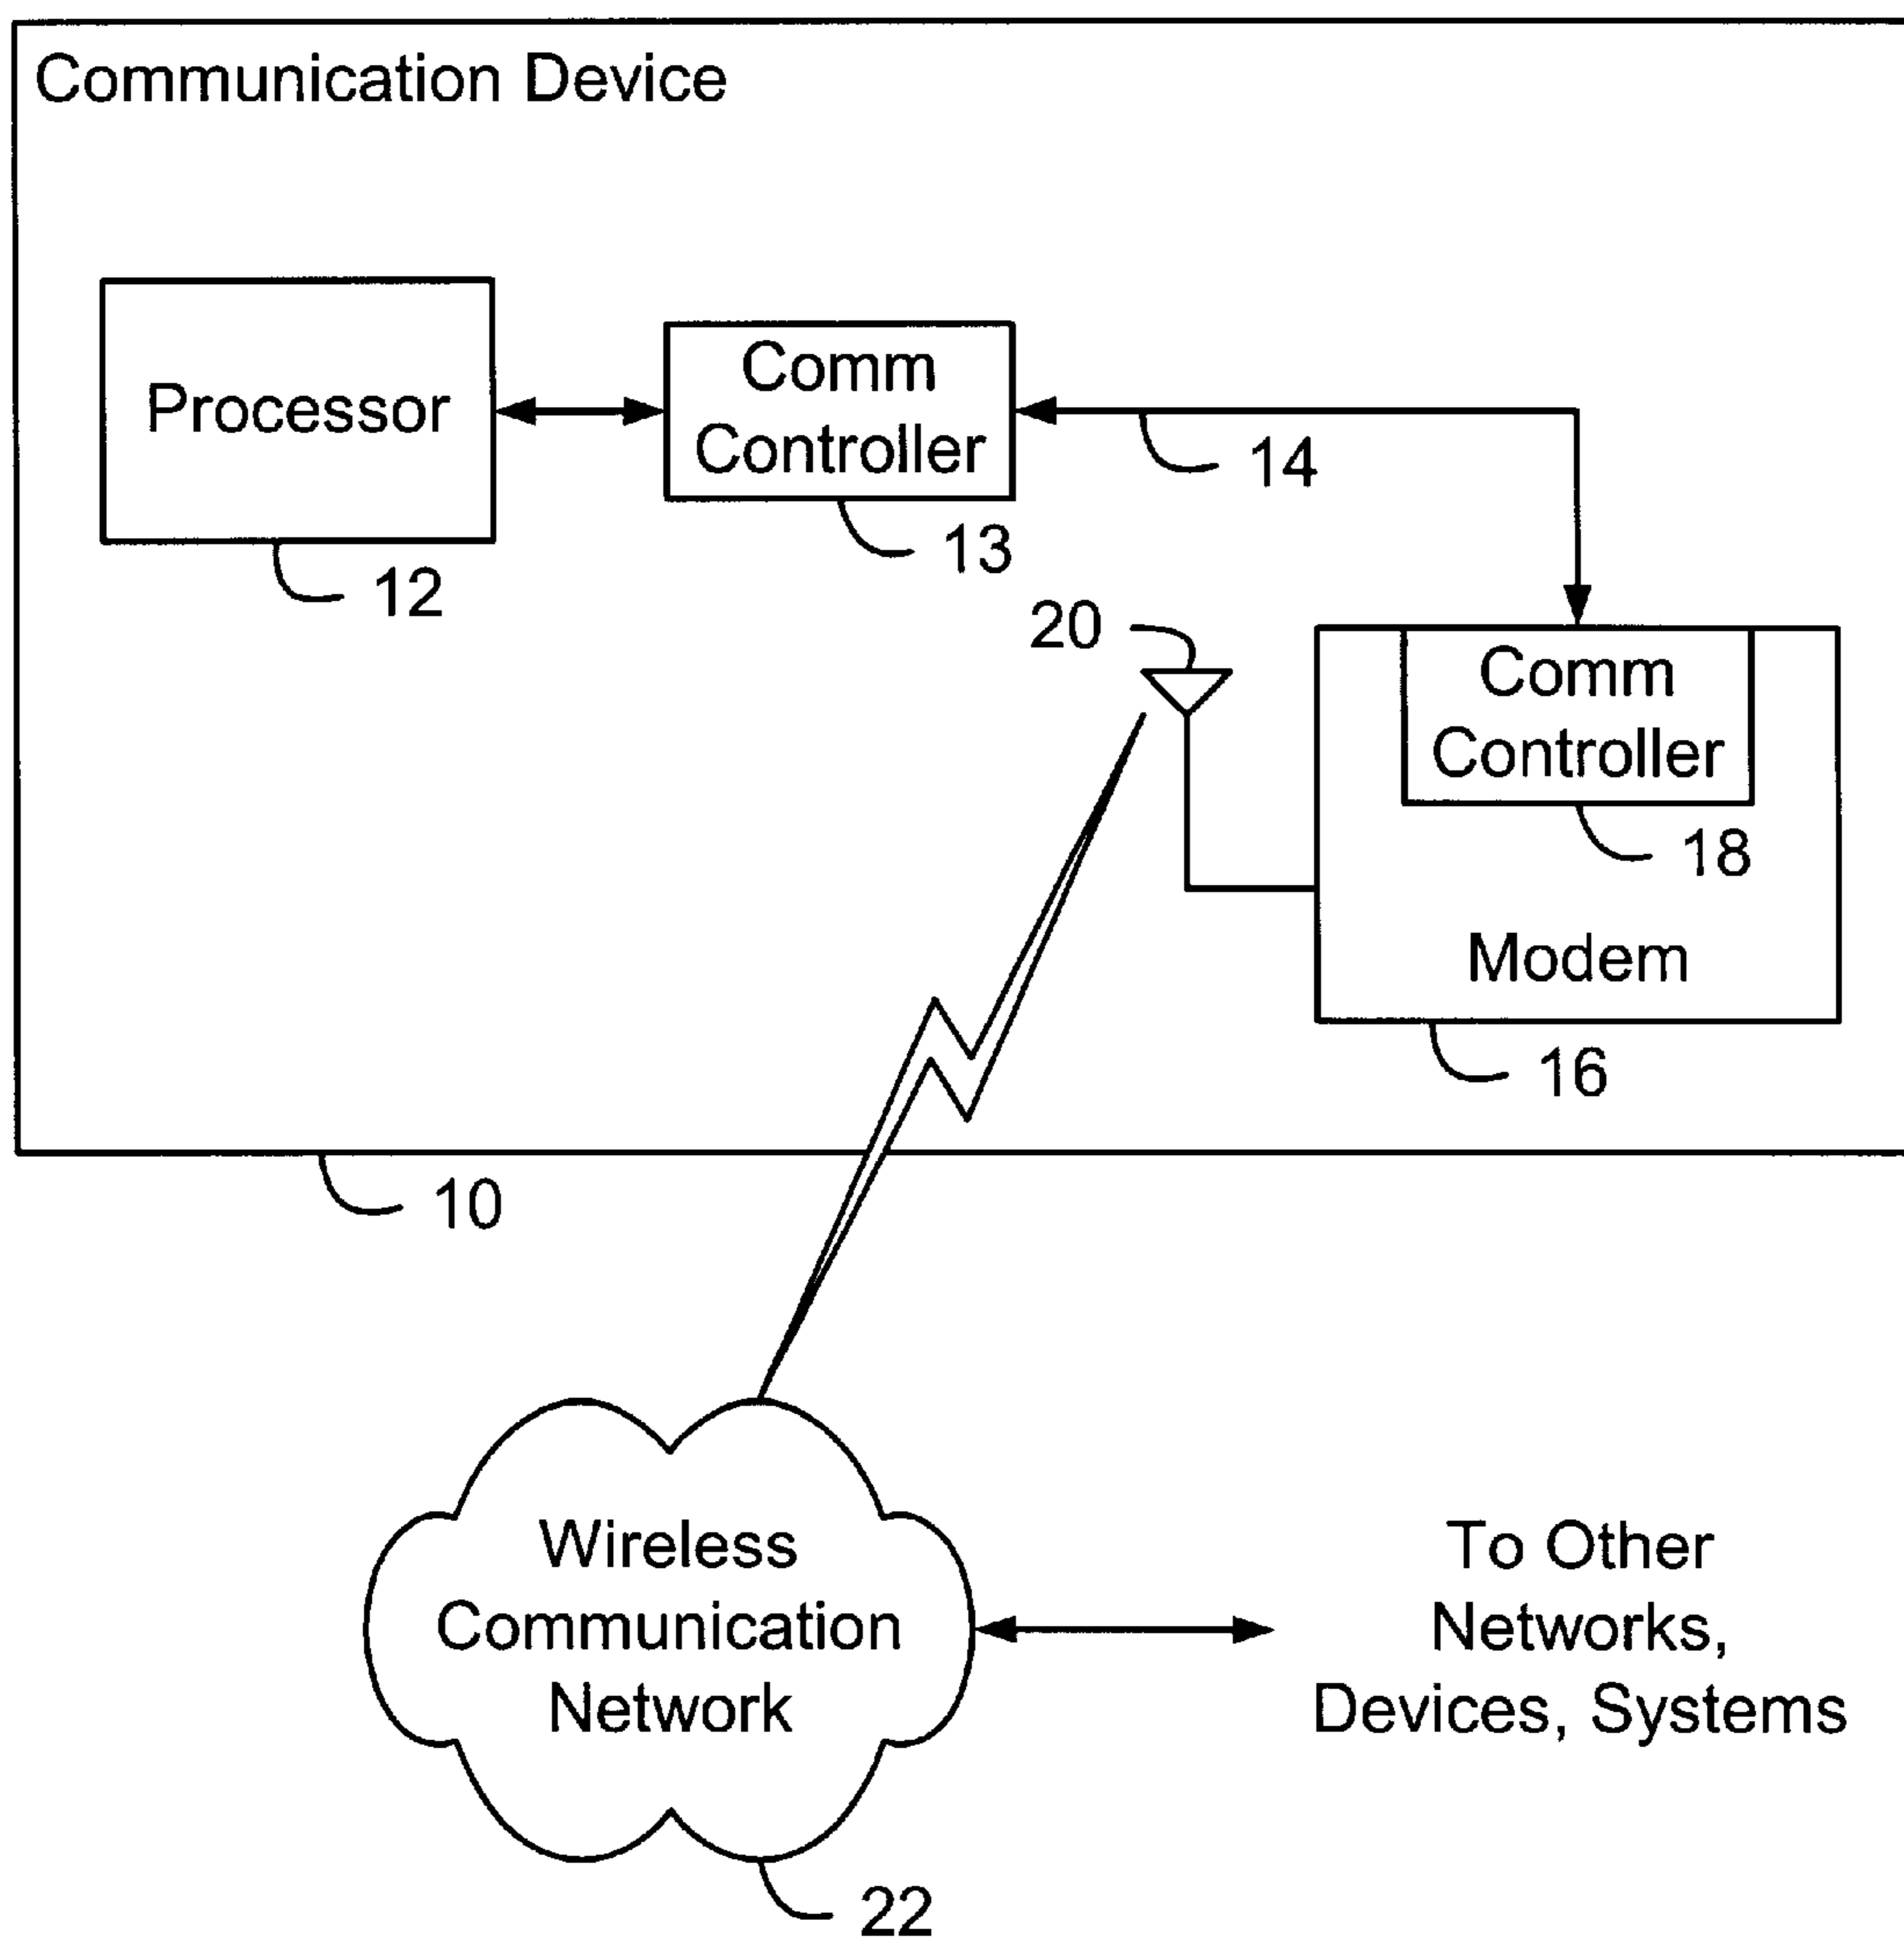 Communication Device
Processor
Comm
Controller
14
13
12
20
Comm
Controller
18
Modem
16
10
Wireless
Communication
Network
To Other
Networks,
Devices, Systems
22